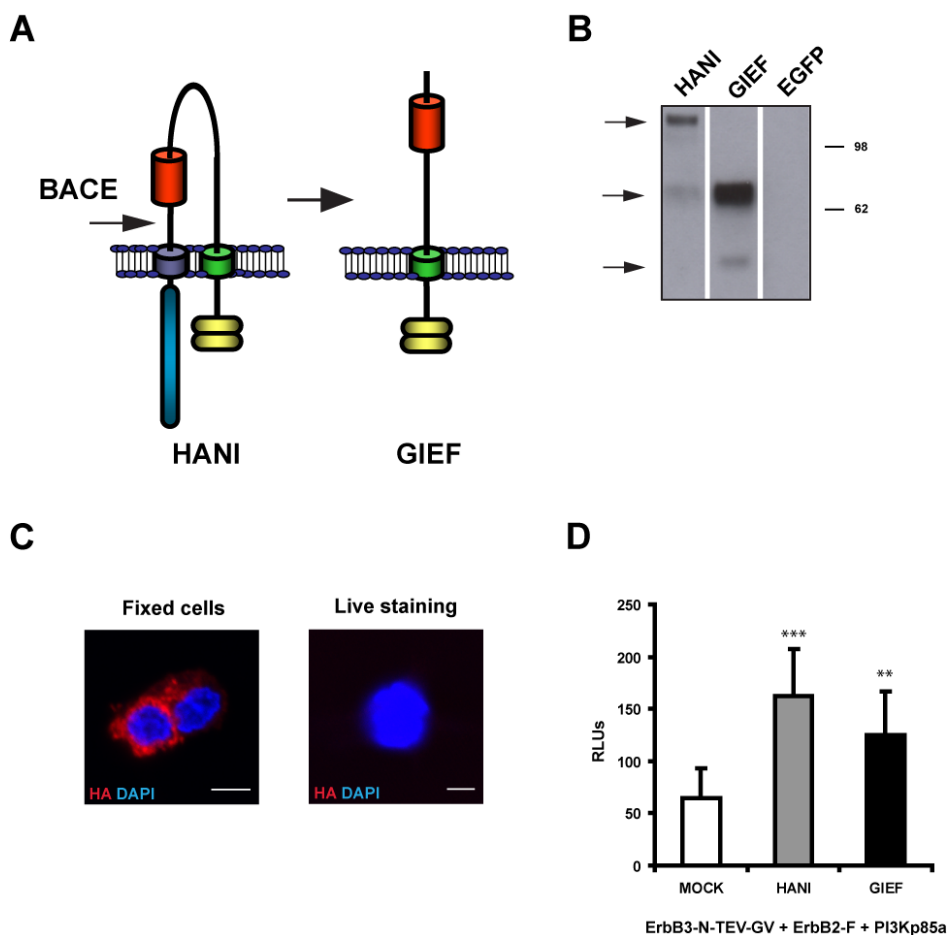 A
BACE
HANI
GIEF
B
HANI
GIEF
EGFP
98
62
C
Fixed cells
Live staining
HA DAPI
HA DAPI
D
250
200
150
100
50
0
RLUs
***
**
MOCK
HANI
GIEF
ErbB3-N-TEV-GV + ErbB2-F + PI3Kp85a